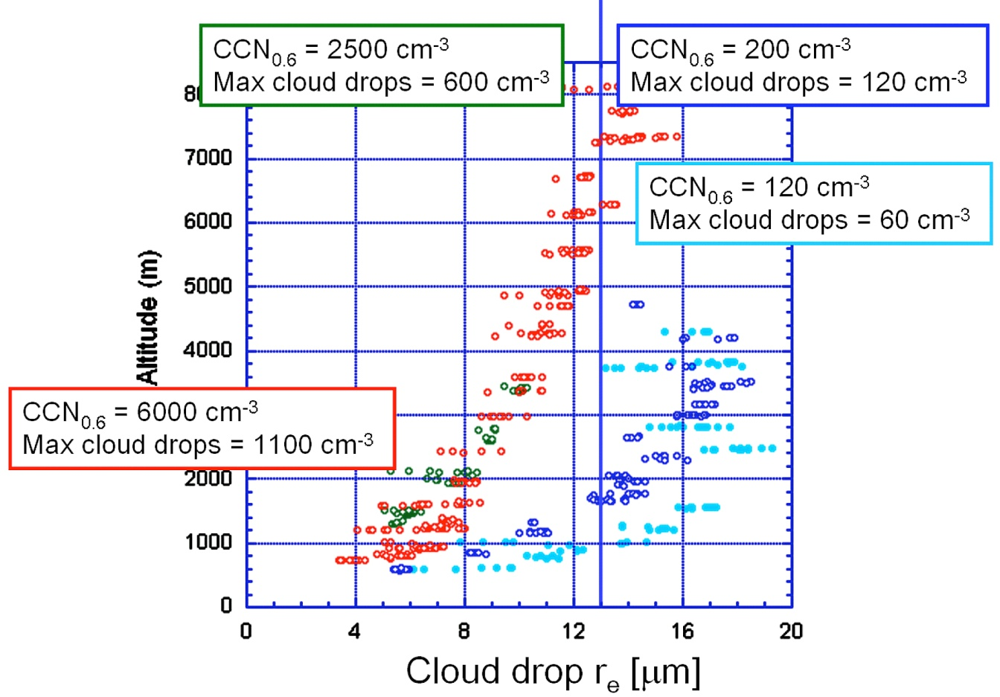 CCN0.6 = 2500 cm-3
Max cloud drops = 600 cm-3
CCN0.6 = 200 cm-3
Max cloud drops = 120 cm-3
CCN0.6 = 120 cm-3
Max cloud drops = 60 cm-3
CCN0.6 = 6000 cm-3
Max cloud drops = 1100 cm-3
Altitude (m)
7000
6000
5000
4000
2000
1000
0
0 4 8 12 16 20
Cloud drop re [μm]